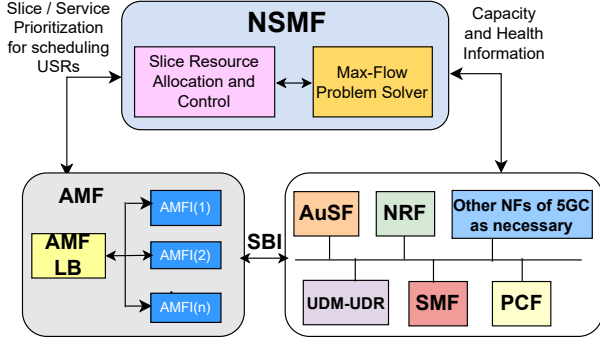 Slice / Service
Prioritization
for scheduling
USRs
NSMF
Slice Resource
Allocation and
Control
Max-Flow
Problem Solver
Capacity
and Health
Information
AMF
AMF
LB
AMFI(1)
AMFI(2)
AMFI(n)
SBI
AuSF
NRF
Other NFs of 5GC
as necessary
UDM-UDR
SMF
PCF